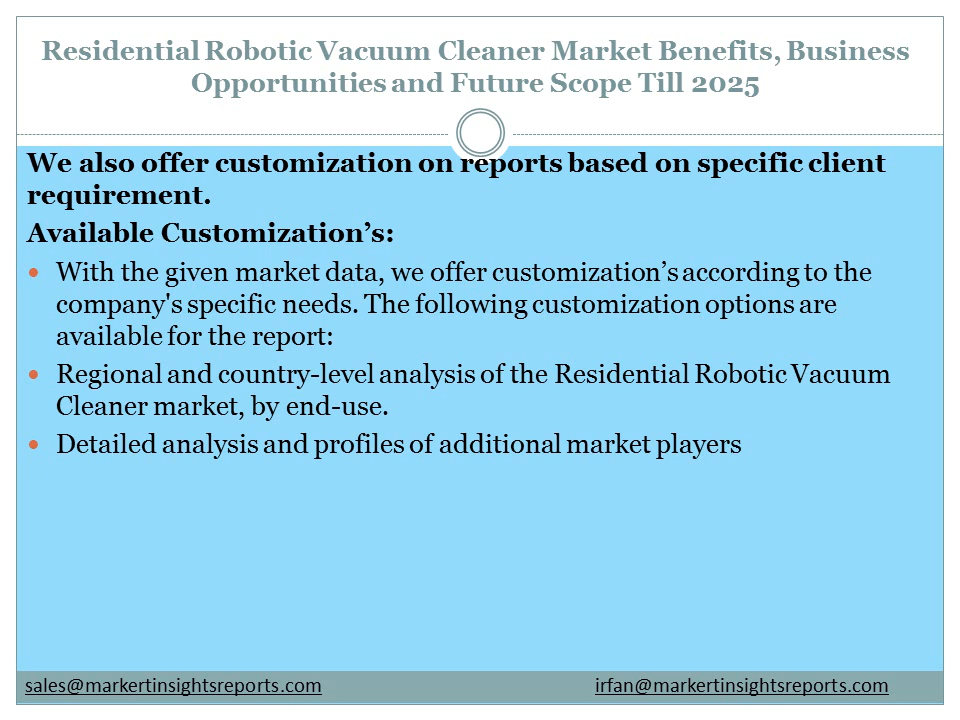 Residential Robotic Vacuum Cleaner Market Benefits, Business
Opportunities and Future Scope Till 2025
We also offer customization on reports based on specific client
requirement.
Available Customization’s:
• With the given market data, we offer customization’s according to the
company's specific needs. The following customization options are
available for the report:
• Regional and country-level analysis of the Residential Robotic Vacuum
Cleaner market, by end-use.
• Detailed analysis and profiles of additional market players
sales@markertinsightsreports.com irfan@markertinsightsreports.com